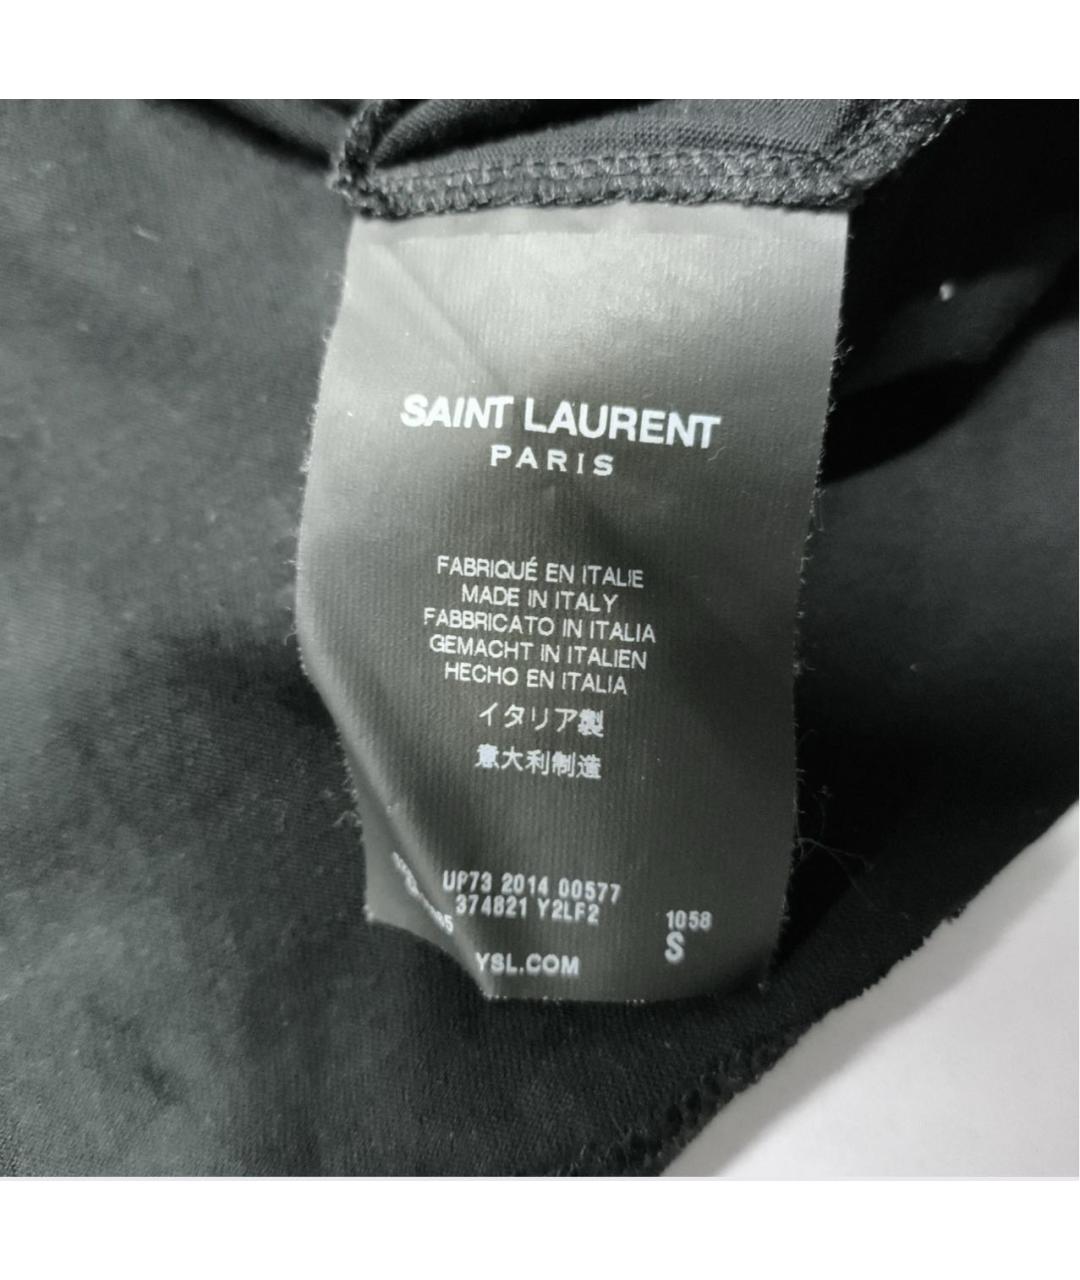 SAINT LAURENT
PARIS
FABRIQUÉ EN ITALIE
MADE IN ITALY
FABBRICATO IN ITALIA
GEMACHT IN ITALIEN
HECHO EN ITALIA
イタリア製
意大利制造
UP73 2014 00577
374821 Y2LF2
1058
S
YSL.COM